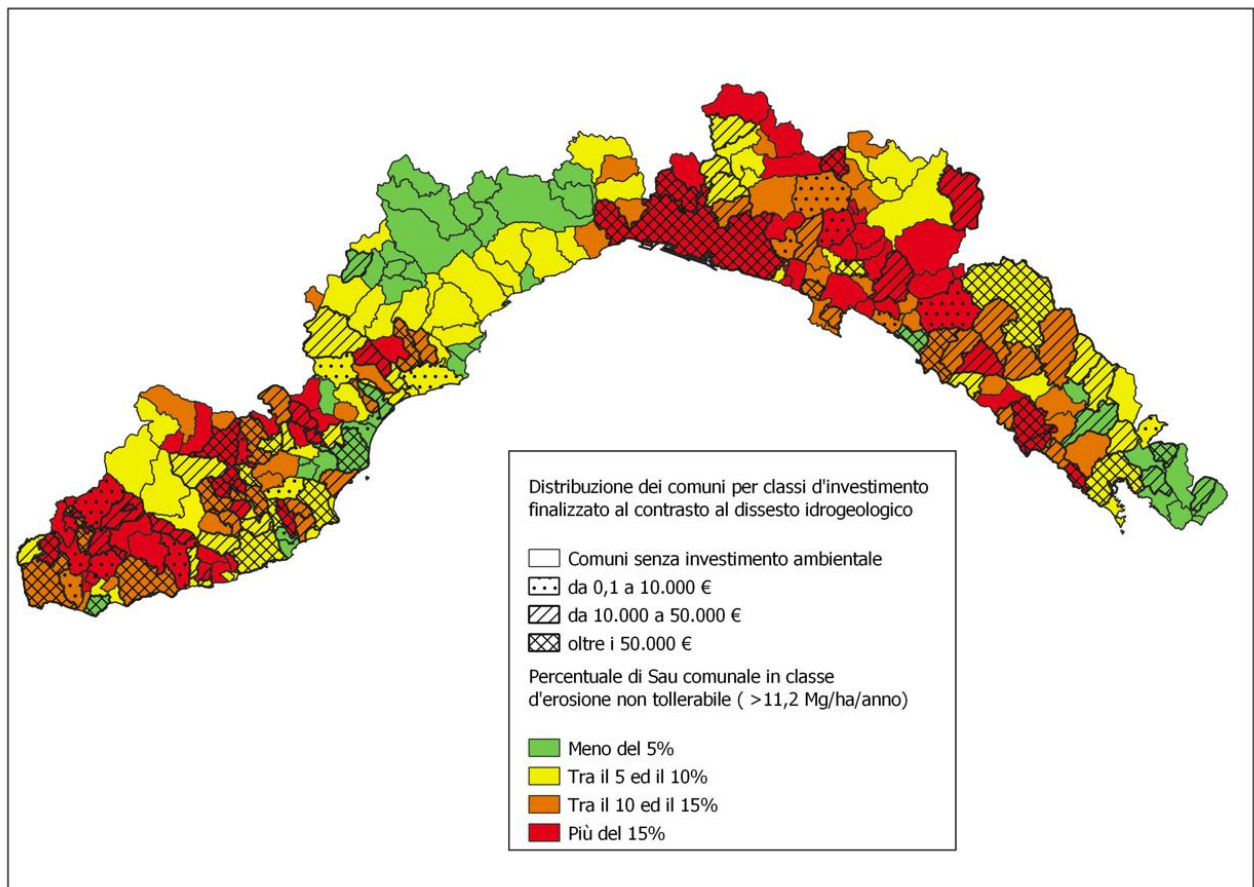 Distribuzione dei comuni per classi d'investimento
finalizzato al contrasto al dissesto idrogeologico
Comuni senza investimento ambientale
da 0,1 a 10.000 €
da 10.000 a 50.000 €
oltre i 50.000 €
Percentuale di Sau comunale in classe
d'erosione non tollerabile ( >11,2 Mg/ha/anno)
Meno del 5%
Tra il 5 ed il 10%
Tra il 10 ed il 15%
Più del 15%